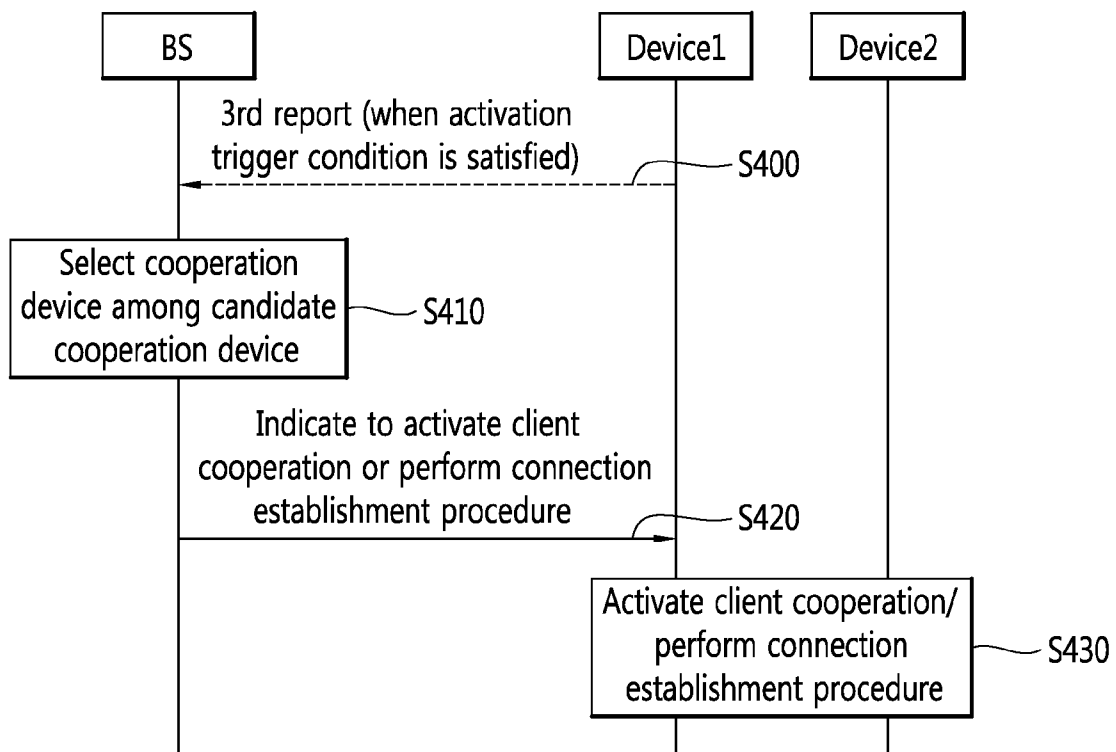 BS
Device1
Device2
3rd report (when activation
trigger condition is satisfied)
S400
Select cooperation
device among candidate
cooperation device
S410
Indicate to activate client
cooperation or perform connection
establishment procedure
S420
Activate client cooperation/
perform connection
establishment procedure
S430